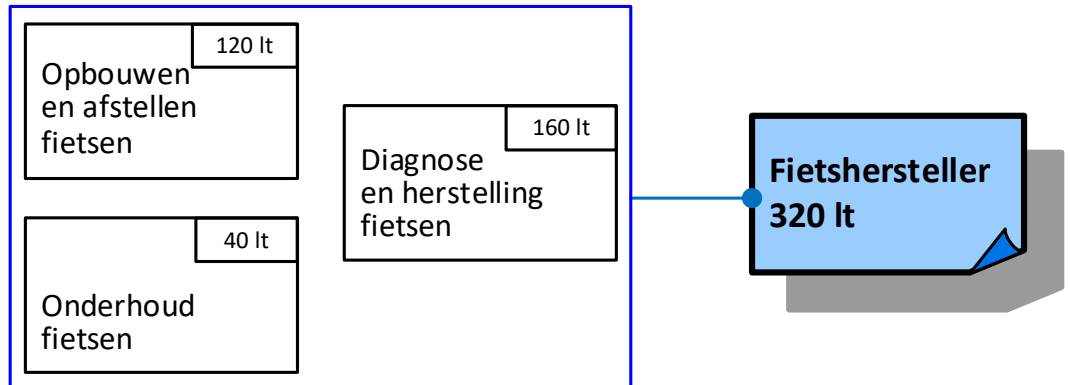 120 lt
Opbouwen
en afstellen
fietsen
160 lt
Diagnose
en herstelling
fietsen
40 lt
Onderhoud
fietsen
Fietshersteller
320 lt